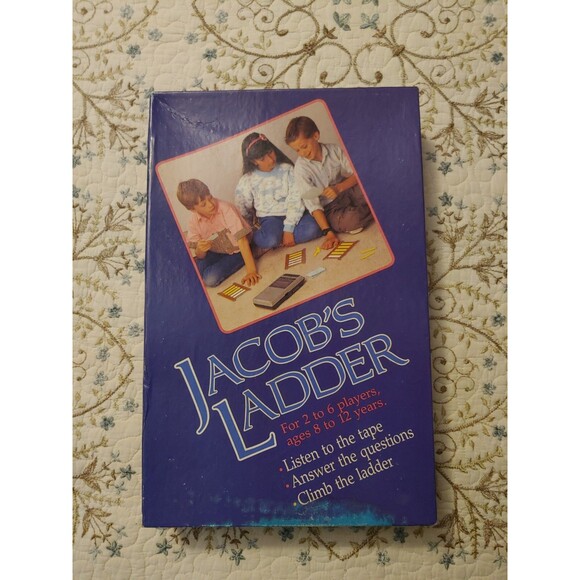 JACOB'S
LADDER
For 2 to 6 players,
ages 8 to 12 years.
• Listen to the tape
• Answer the questions
• Climb the ladder